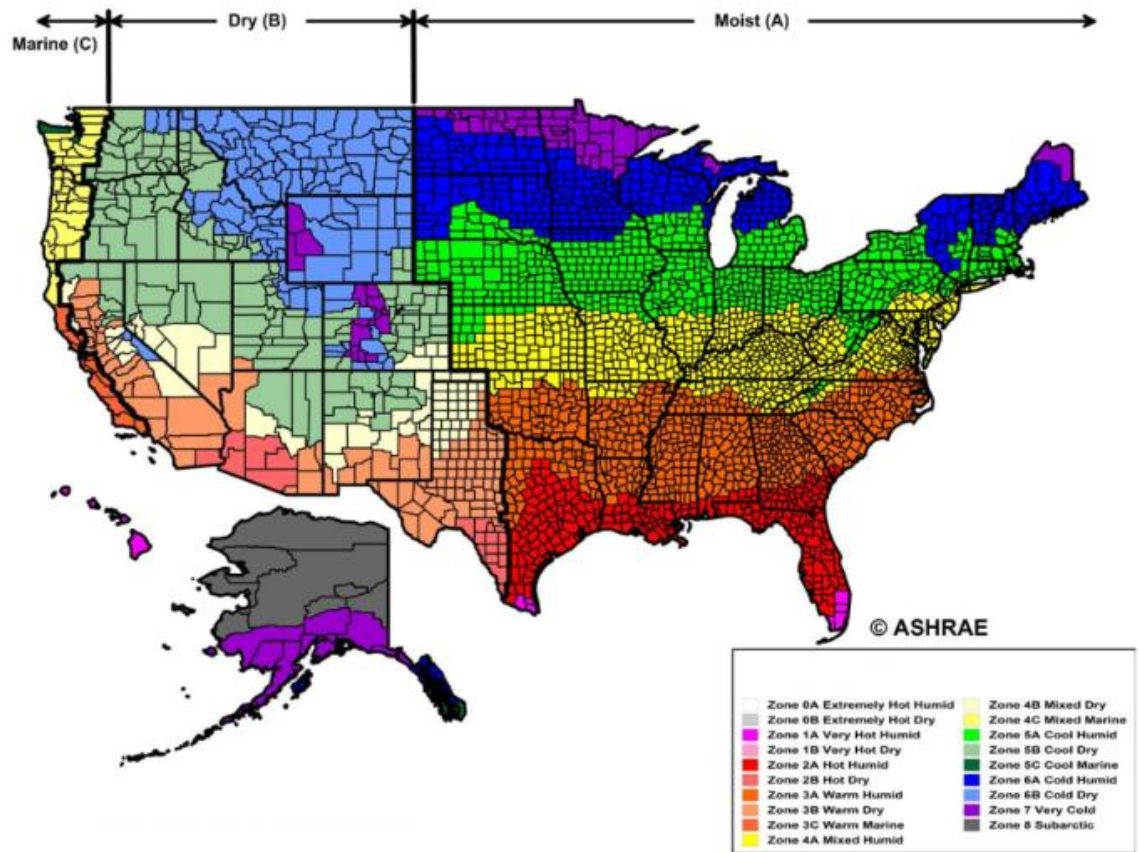 Marine (C)
Dry (B)
Moist (A)
© ASHRAE
Zone 0A Extremely Hot Humid
Zone 0B Extremely Hot Dry
Zone 1A Very Hot Humid
Zone 1B Very Hot Dry
Zone 2A Hot Humid
Zone 2B Hot Dry
Zone 3A Warm Humid
Zone 3B Warm Dry
Zone 3C Warm Marine
Zone 4A Mixed Humid
Zone 4B Mixed Dry
Zone 4C Mixed Marine
Zone 5A Cool Humid
Zone 5B Cool Dry
Zone 5C Cool Marine
Zone 6A Cold Humid
Zone 6B Cold Dry
Zone 7 Very Cold
Zone 8 Subarctic